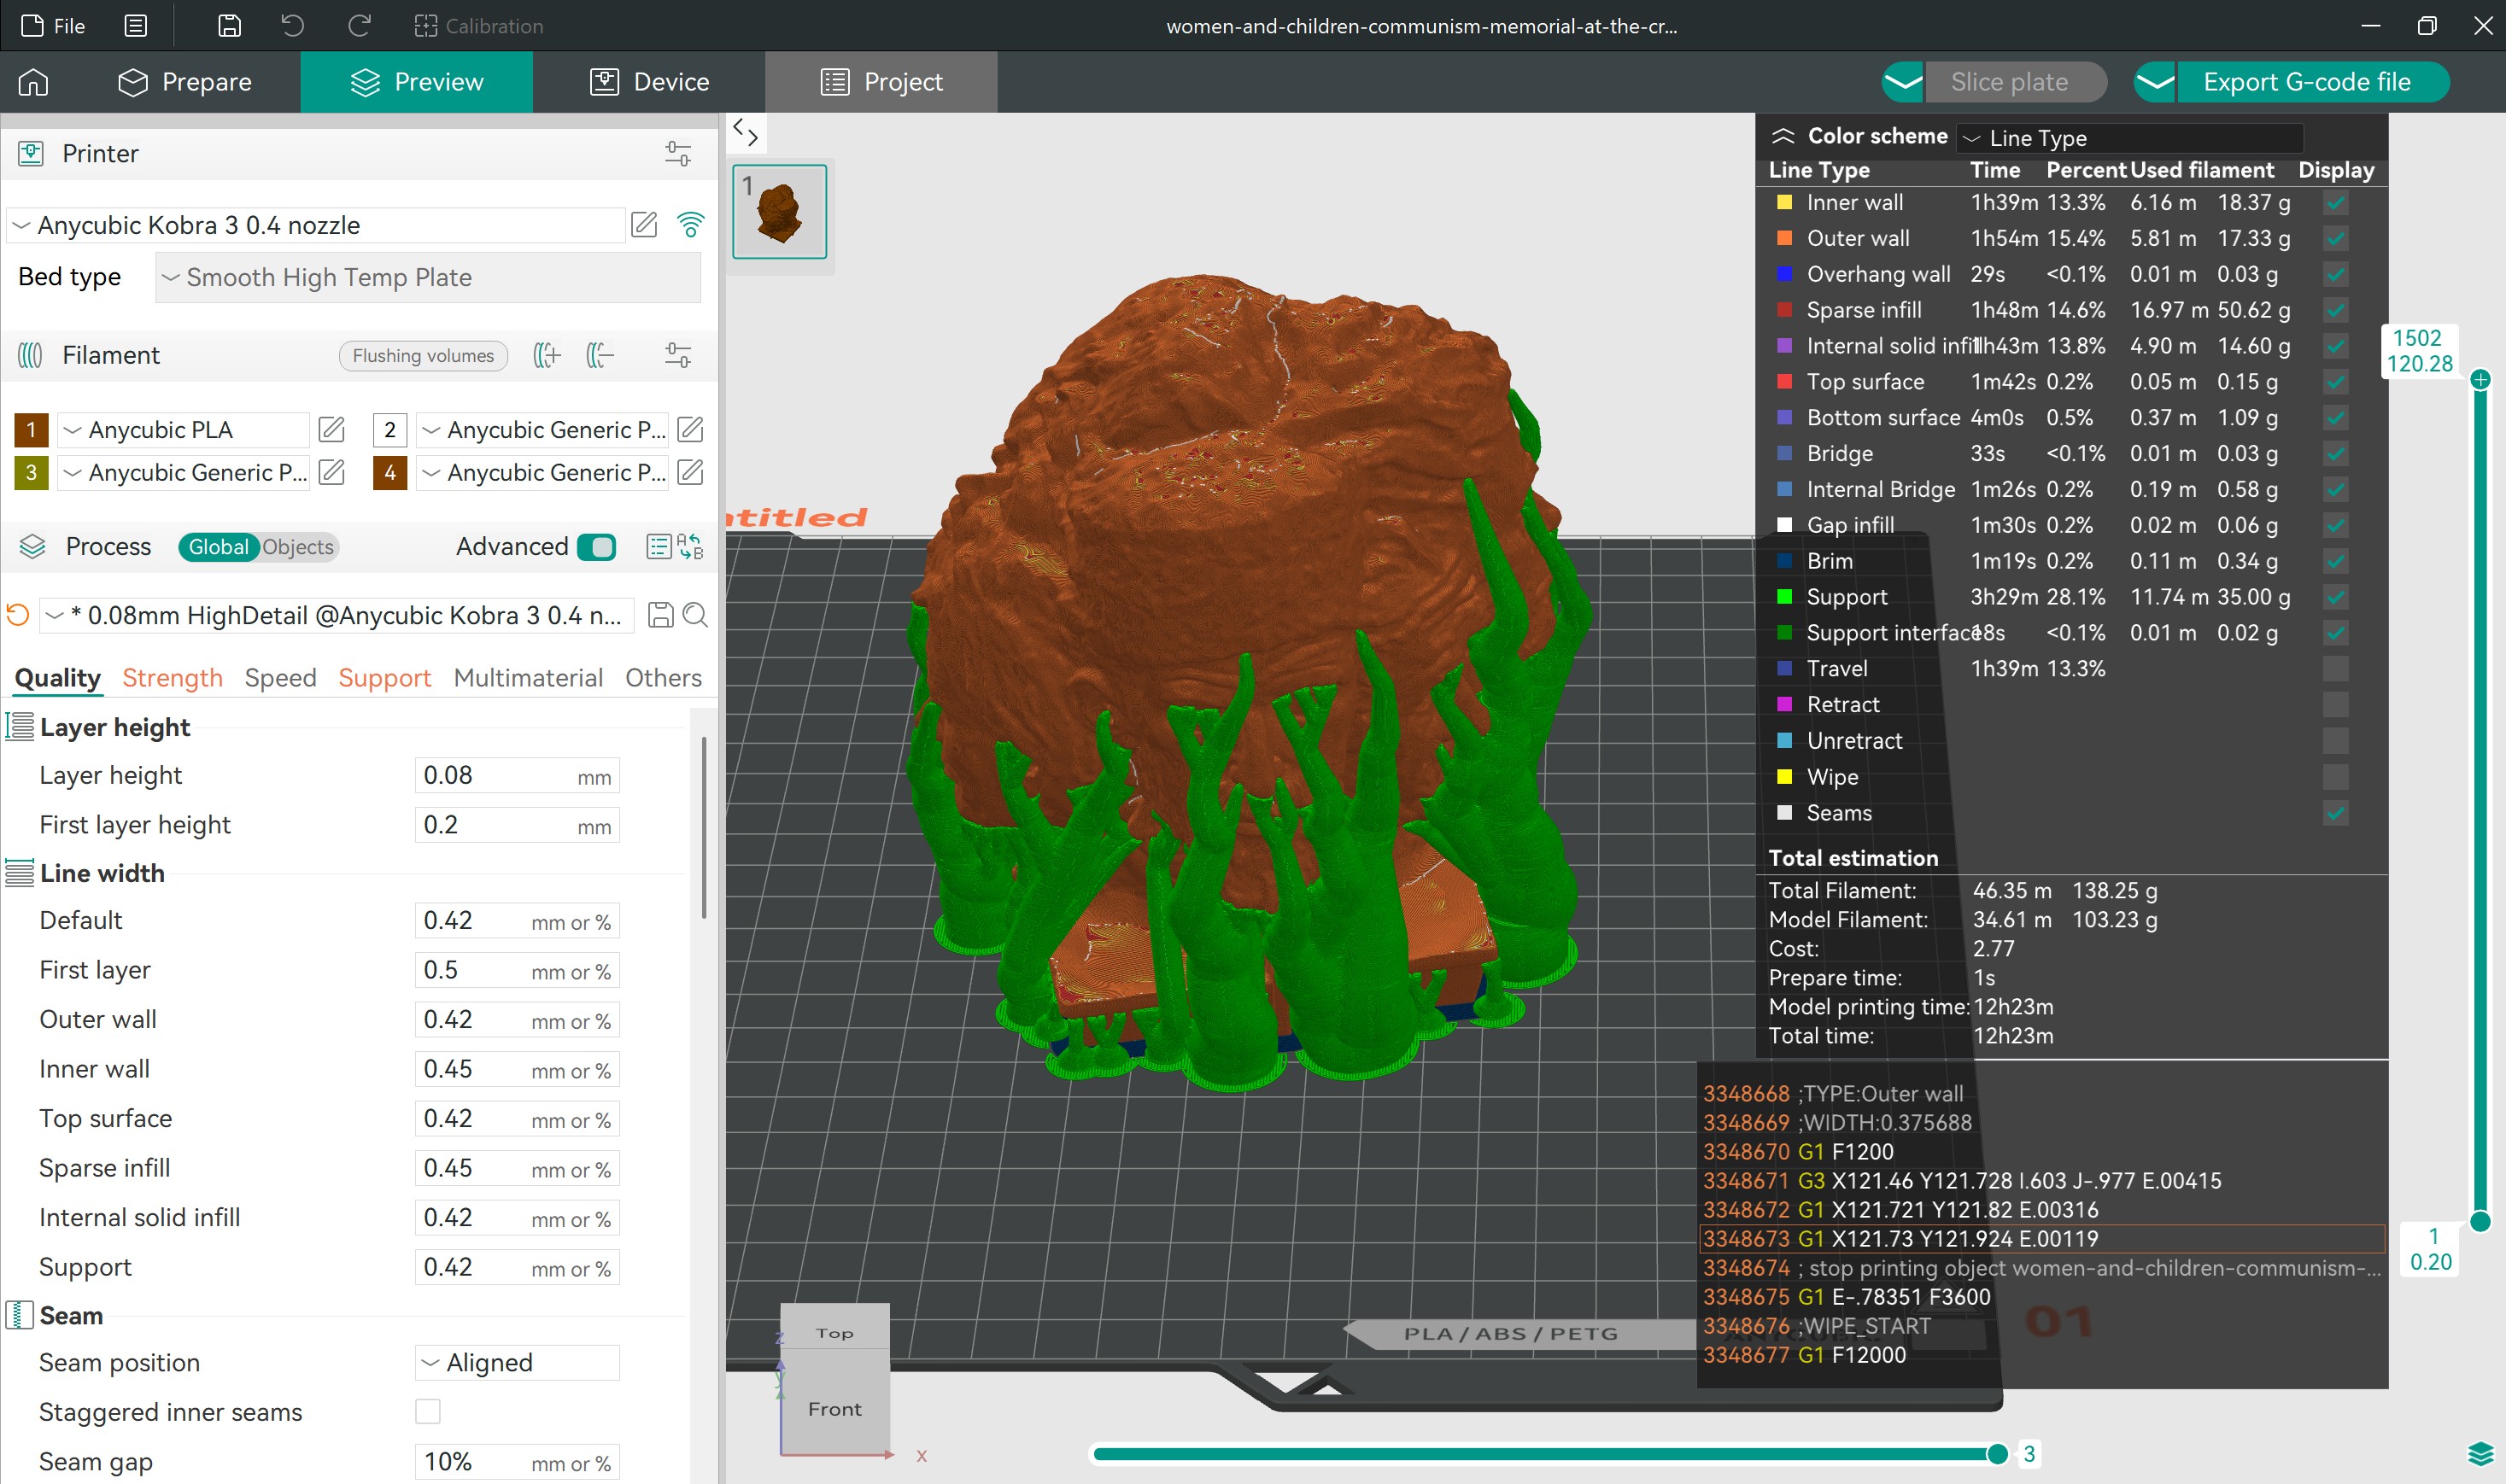 File
Calibration
women-and-children-communism-memorial-at-the-cr...
Prepare
Preview
Device
Project
Slice plate
Export G-code file
Printer
Anycubic Kobra 3 0.4 nozzle
Bed type
Smooth High Temp Plate
Filament
Flushing volumes
1 Anycubic PLA
2 Anycubic Generic P...
3 Anycubic Generic P...
4 Anycubic Generic P...
Process Global Objects Advanced
* 0.08mm HighDetail @Anycubic Kobra 3 0.4 n...
Quality Strength Speed Support Multimaterial Others
Layer height
Layer height 0.08 mm
First layer height 0.2 mm
Line width
Default 0.42 mm or %
First layer 0.5 mm or %
Outer wall 0.42 mm or %
Inner wall 0.45 mm or %
Top surface 0.42 mm or %
Sparse infill 0.45 mm or %
Internal solid infill 0.42 mm or %
Support 0.42 mm or %
Seam
Seam position Aligned
Staggered inner seams
Seam gap 10% mm or %
1
ntitled
Color scheme Line Type
Line Type Time Percent Used filament Display
Inner wall 1h39m 13.3% 6.16 m 18.37 g
Outer wall 1h54m 15.4% 5.81 m 17.33 g
Overhang wall 29s <0.1% 0.01 m 0.03 g
Sparse infill 1h48m 14.6% 16.97 m 50.62 g
Internal solid infill 1h43m 13.8% 4.90 m 14.60 g
Top surface 1m42s 0.2% 0.05 m 0.15 g
Bottom surface 4m0s 0.5% 0.37 m 1.09 g
Bridge 33s <0.1% 0.01 m 0.03 g
Internal Bridge 1m26s 0.2% 0.19 m 0.58 g
Gap infill 1m30s 0.2% 0.02 m 0.06 g
Brim 1m19s 0.2% 0.11 m 0.34 g
Support 3h29m 28.1% 11.74 m 35.00 g
Support interface 18s <0.1% 0.01 m 0.02 g
Travel 1h39m 13.3%
Retract
Unretract
Wipe
Seams
Total estimation
Total Filament: 46.35 m 138.25 g
Model Filament: 34.61 m 103.23 g
Cost: 2.77
Prepare time: 1s
Model printing time: 12h23m
Total time: 12h23m
3348668 ;TYPE:Outer wall
3348669 ;WIDTH:0.375688
3348670 G1 F1200
3348671 G3 X121.46 Y121.728 I.603 J-.977 E.00415
3348672 G1 X121.721 Y121.82 E.00316
3348673 G1 X121.73 Y121.924 E.00119
3348674 ; stop printing object women-and-children-communism-...
3348675 G1 E-.78351 F3600
3348676 ;WIPE_START
3348677 G1 F12000
1502
120.28
1
0.20
PLA / ABS / PETG
01
Top
Front
z
x
3